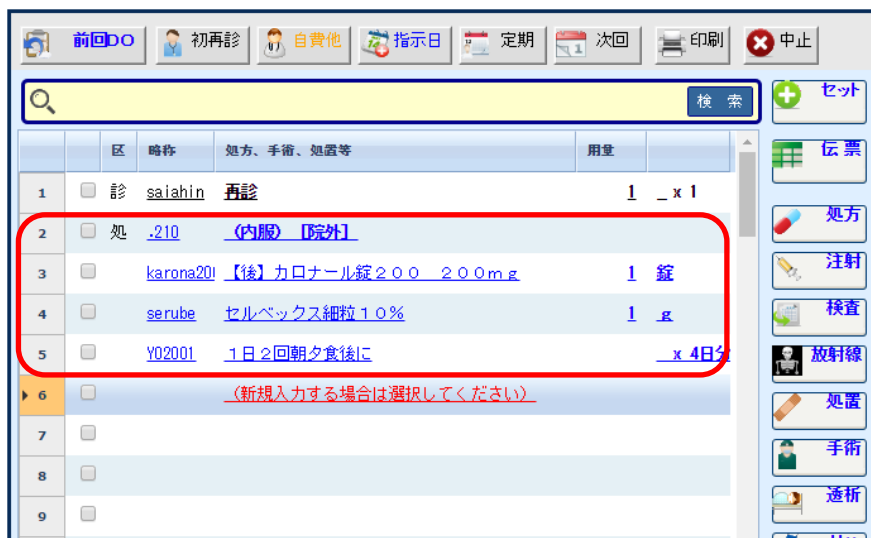 前回DO 初再診 自費他 指示日 定期 次回 印刷 中止
検 索
セット
区 略称 処方、手術、処置等 用量
伝票
1 診 saiahin 再診 1 _ x 1
処方
2 処 .210 (内服) [院外]
注射
3 karona20 【後】カロナール錠200 200mg 1 錠
検査
4 serube セルベックス細粒10% 1 g
放射線
5 Y02001 1日2回朝夕食後に x 4日分
処置
6 (新規入力する場合は選択してください)
手術
7
8
透析
9